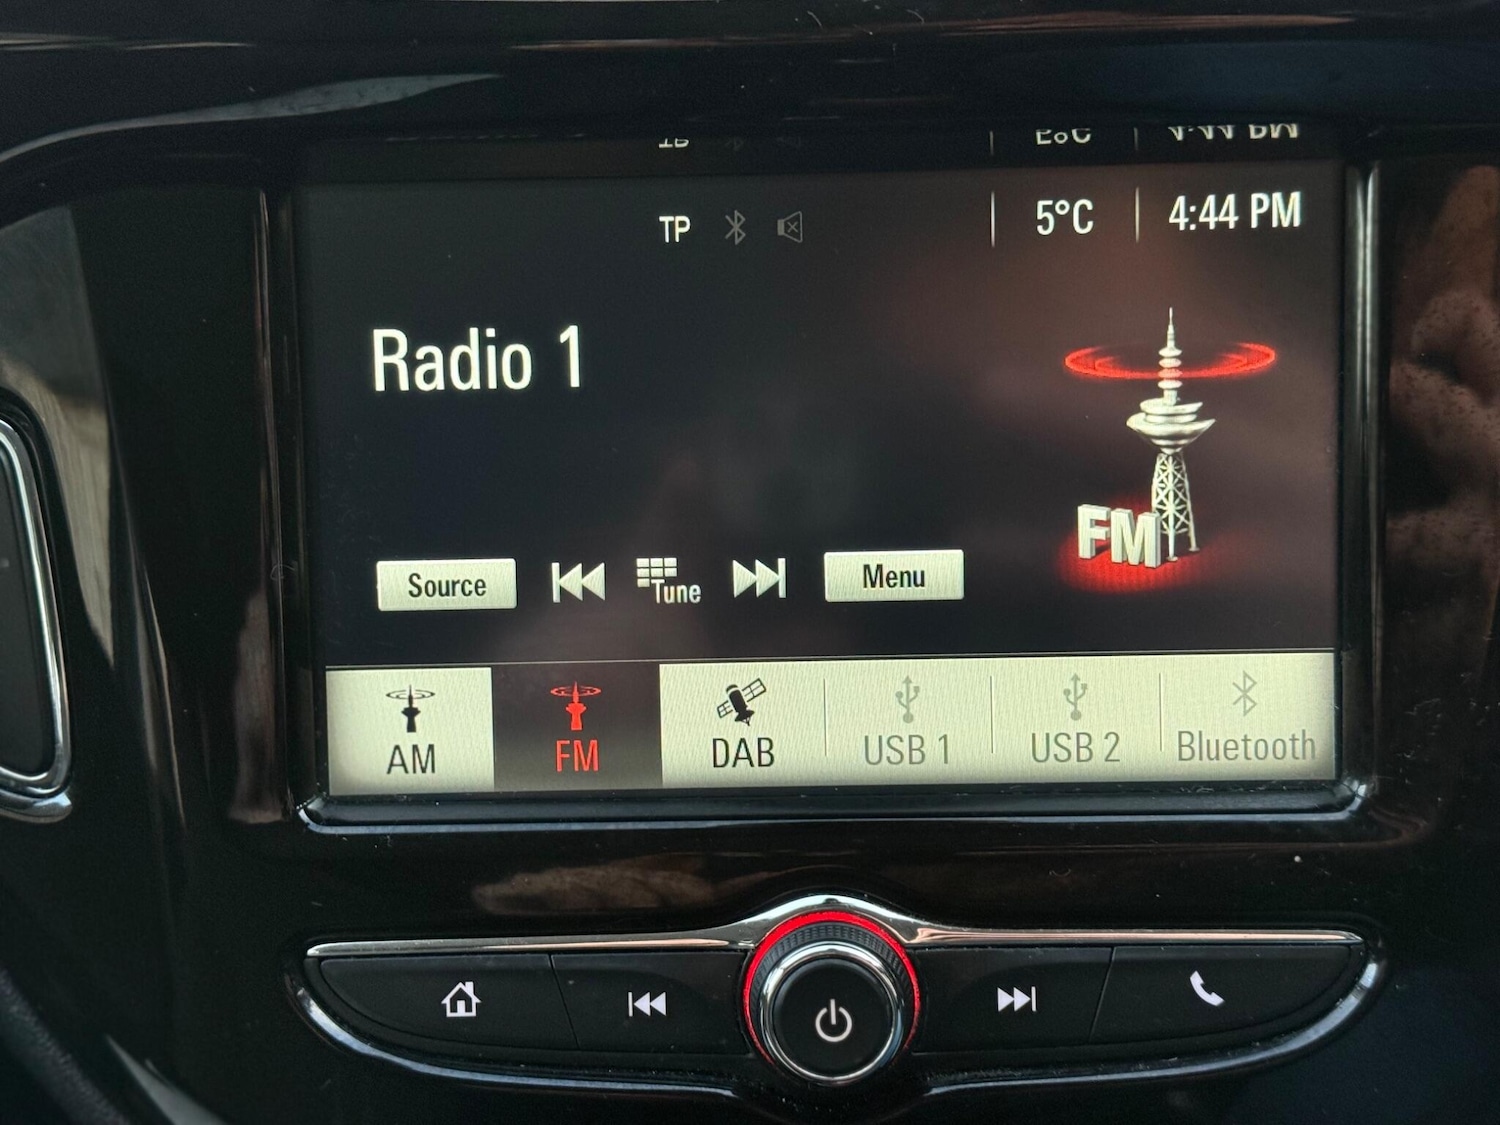 TP
5°C
4:44 PM
Radio 1
FM
Source
Tune
Menu
AM
FM
DAB
USB 1
USB 2
Bluetooth